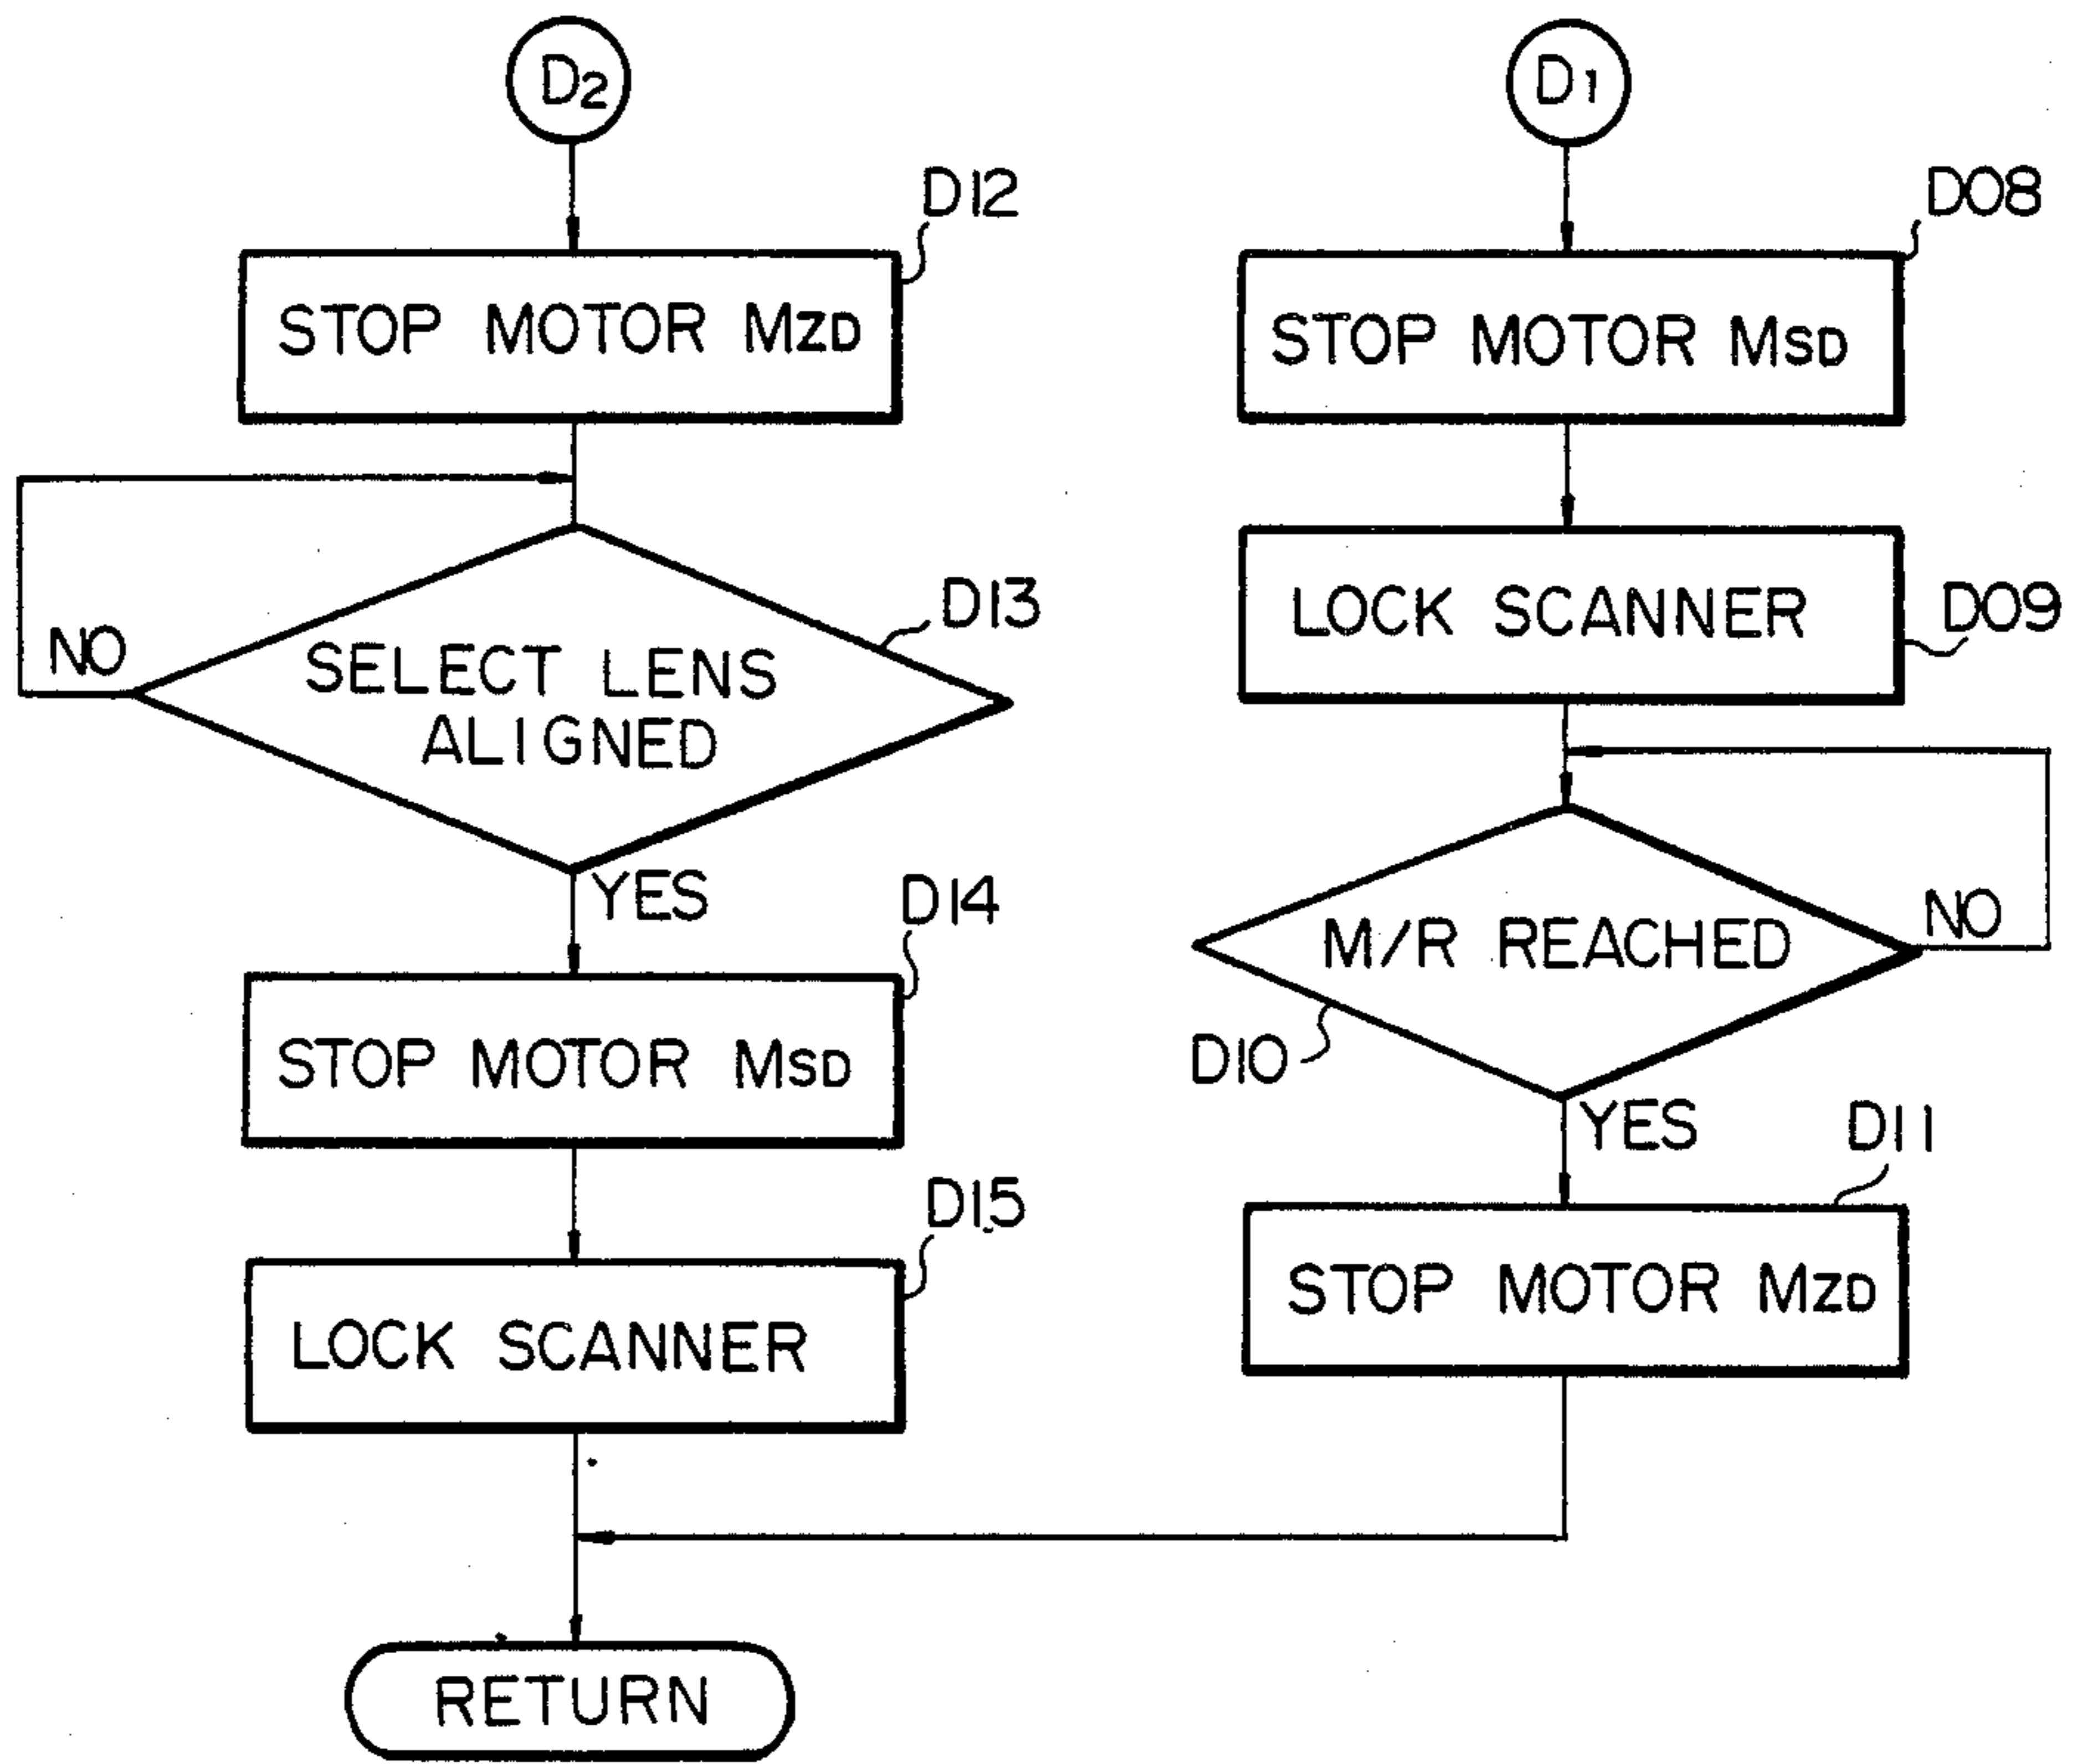 D2
D12
STOP MOTOR MZD
D13
NO
SELECT LENS
ALIGNED
YES
D14
STOP MOTOR MSD
D15
LOCK SCANNER
RETURN
D1
D08
STOP MOTOR MSD
LOCK SCANNER
D09
M/R REACHED
NO
D10
YES
D11
STOP MOTOR MZD